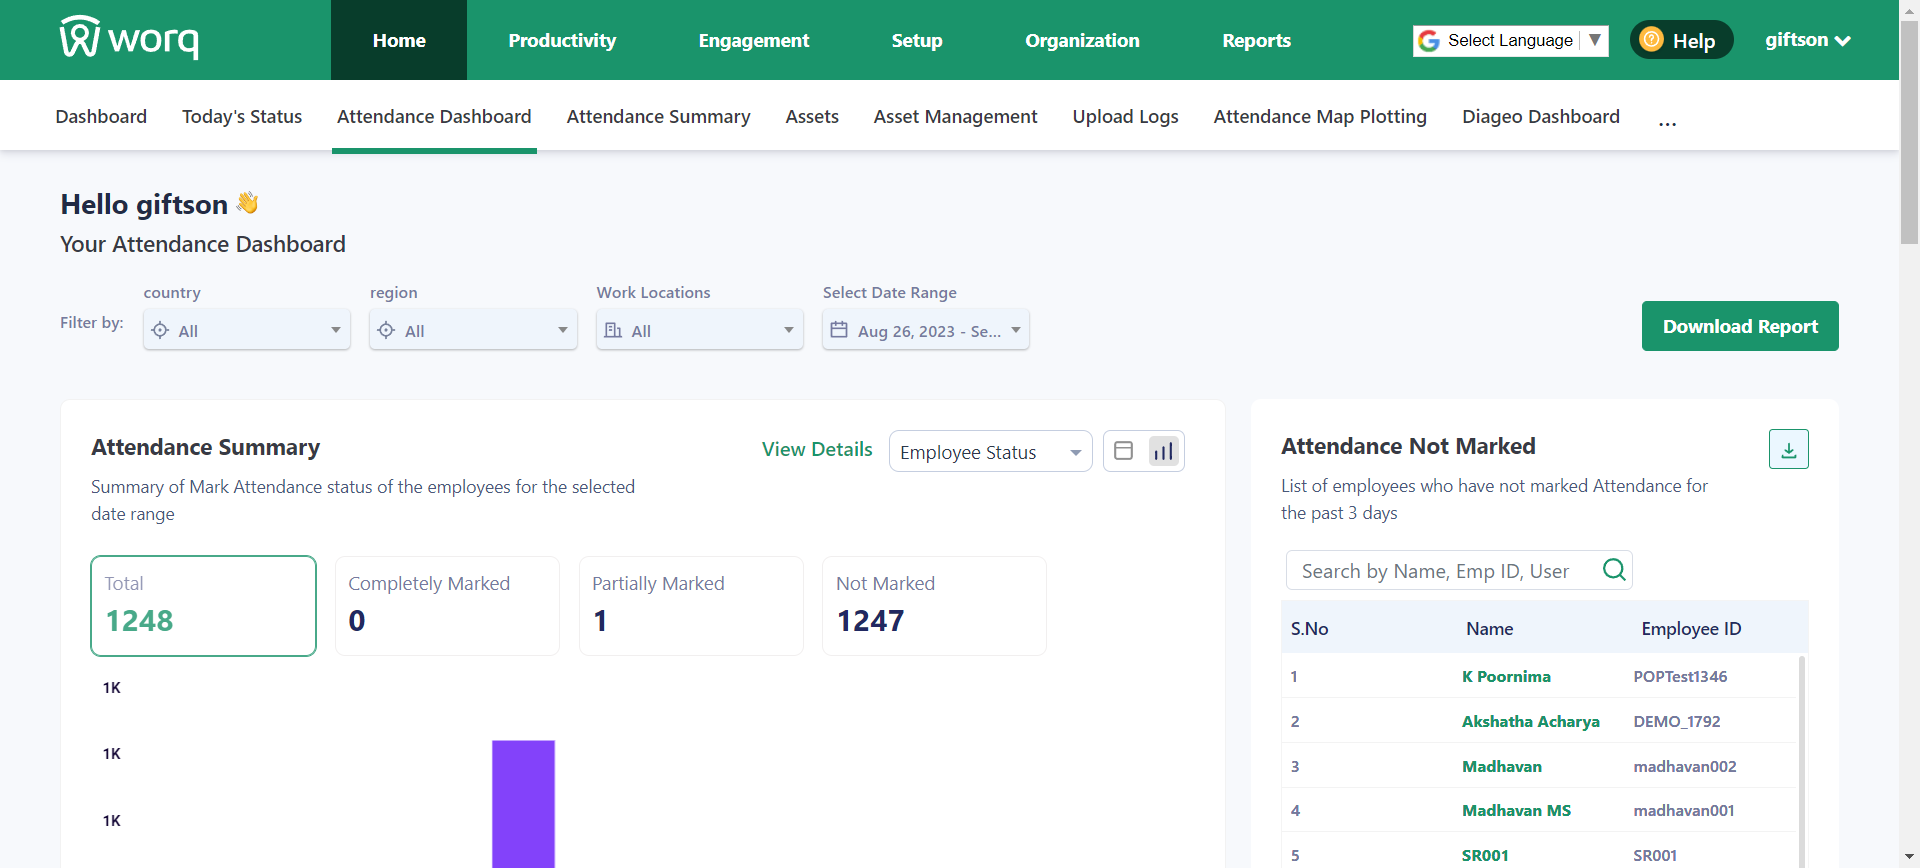 worq
Home
Productivity
Engagement
Setup
Organization
Reports
Select Language ▼
Help
giftson
Dashboard
Today's Status
Attendance Dashboard
Attendance Summary
Assets
Asset Management
Upload Logs
Attendance Map Plotting
Diageo Dashboard
...
Hello giftson 👋
Your Attendance Dashboard
Filter by:
country
All
region
All
Work Locations
All
Select Date Range
Aug 26, 2023 - Se...
Download Report
Attendance Summary
View Details
Employee Status
Summary of Mark Attendance status of the employees for the selected
date range
Total
1248
Completely Marked
0
Partially Marked
1
Not Marked
1247
1K
1K
1K
Attendance Not Marked
List of employees who have not marked Attendance for
the past 3 days
Search by Name, Emp ID, User
S.No Name Employee ID
1 K Poornima POPTest1346
2 Akshatha Acharya DEMO_1792
3 Madhavan madhavan002
4 Madhavan MS madhavan001
5 SR001 SR001